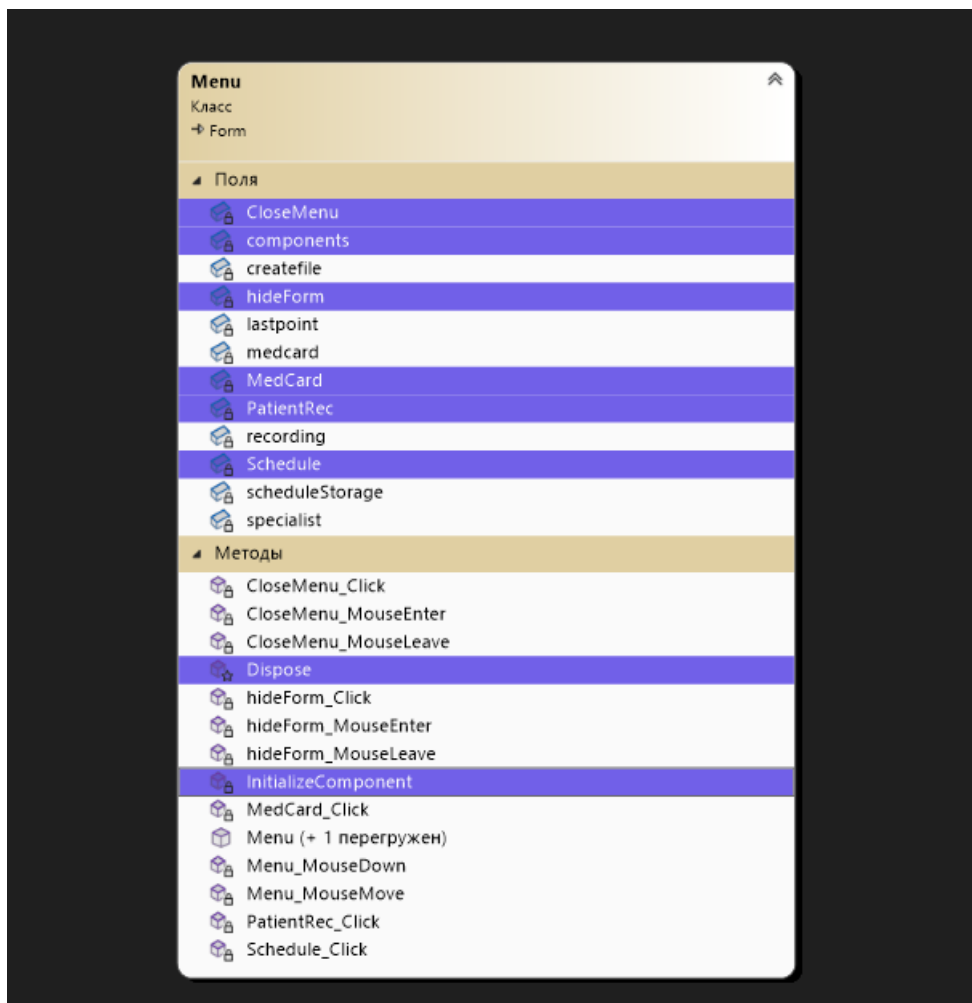 Menu
Класс
Form
Поля
CloseMenu
components
createfile
hideForm
lastpoint
medcard
MedCard
PatientRec
recording
Schedule
scheduleStorage
specialist
Методы
CloseMenu_Click
CloseMenu_MouseEnter
CloseMenu_MouseLeave
Dispose
hideForm_Click
hideForm_MouseEnter
hideForm_MouseLeave
InitializeComponent
MedCard_Click
Menu (+ 1 перегружен)
Menu_MouseDown
Menu_MouseMove
PatientRec_Click
Schedule_Click